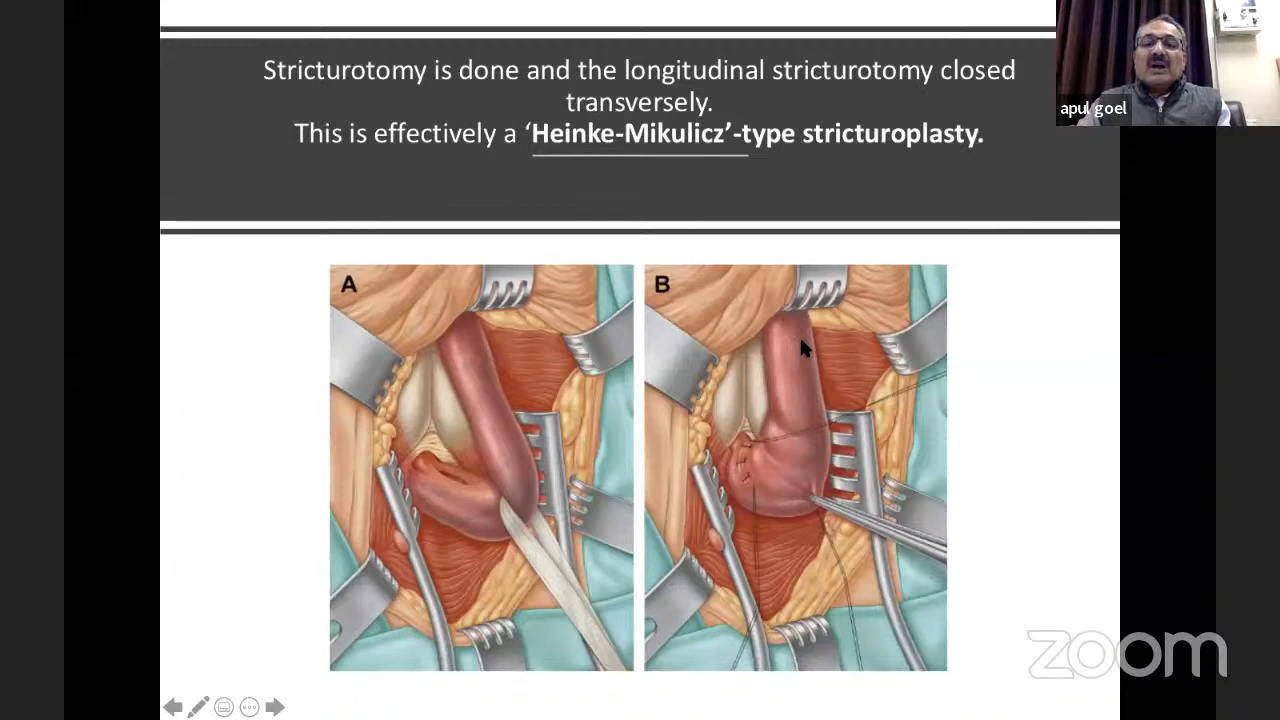 Stricturotomy is done and the longitudinal stricturotomy closed
transversely.
This is effectively a ‘Heinke-Mikulicz’-type stricturoplasty.
apul goel
A
B
zoom